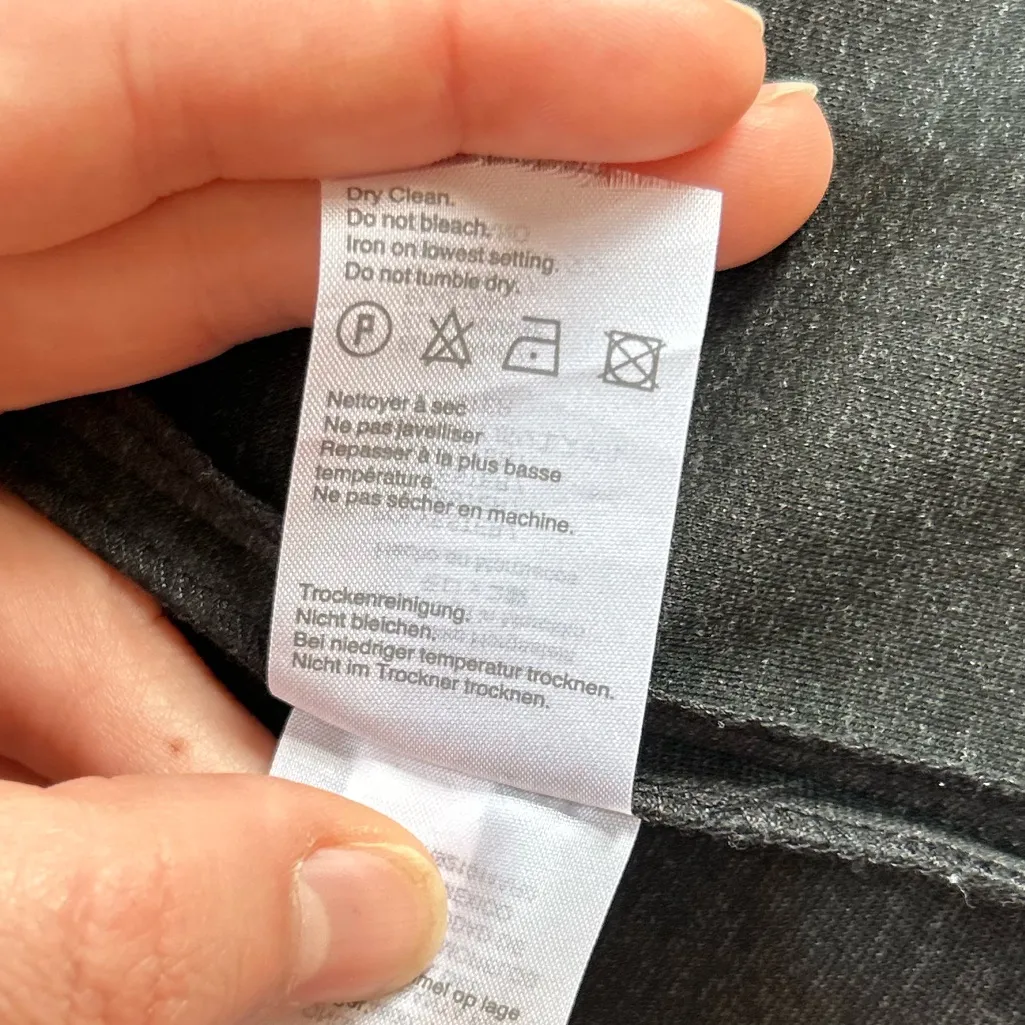 Dry Clean.
Do not bleach.
Iron on lowest setting.
Do not tumble dry.
P
Nettoyer à sec
Ne pas javelliser
Repasser à la plus basse
température.
Ne pas sécher en machine.
Trockenreinigung.
Nicht bleichen.
Bei niedriger temperatur trocknen.
Nicht im Trockner trocknen.
op lage